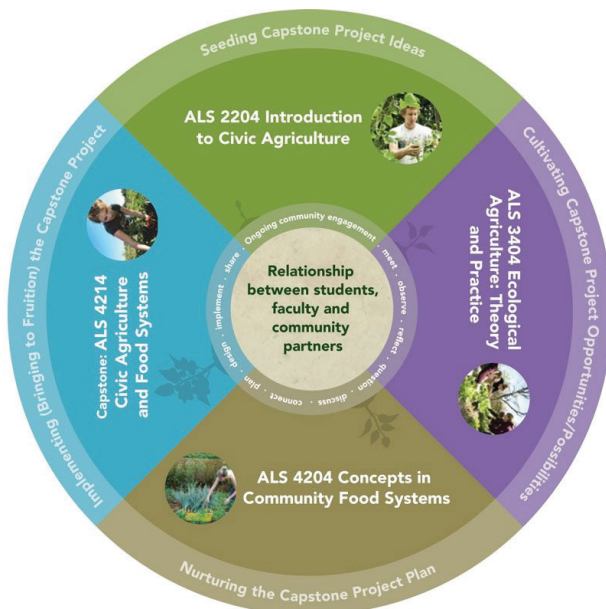 Seeding Capstone Project Ideas
ALS 2204 Introduction
to Civic Agriculture
Cultivating Capstone Project Opportunities/Possibilities
ALS 3404 Ecological
Agriculture: Theory
and Practice
Nurturing the Capstone Project Plan
ALS 4204 Concepts in
Community Food Systems
Implementing (Bringing to Fruition) the Capstone Project
Capstone: ALS 4214
Civic Agriculture
and Food Systems
Ongoing community engagement · meet · observe · reflect · question · discuss · connect · plan · design · implement · share ·
Relationship
between students,
faculty and
community
partners